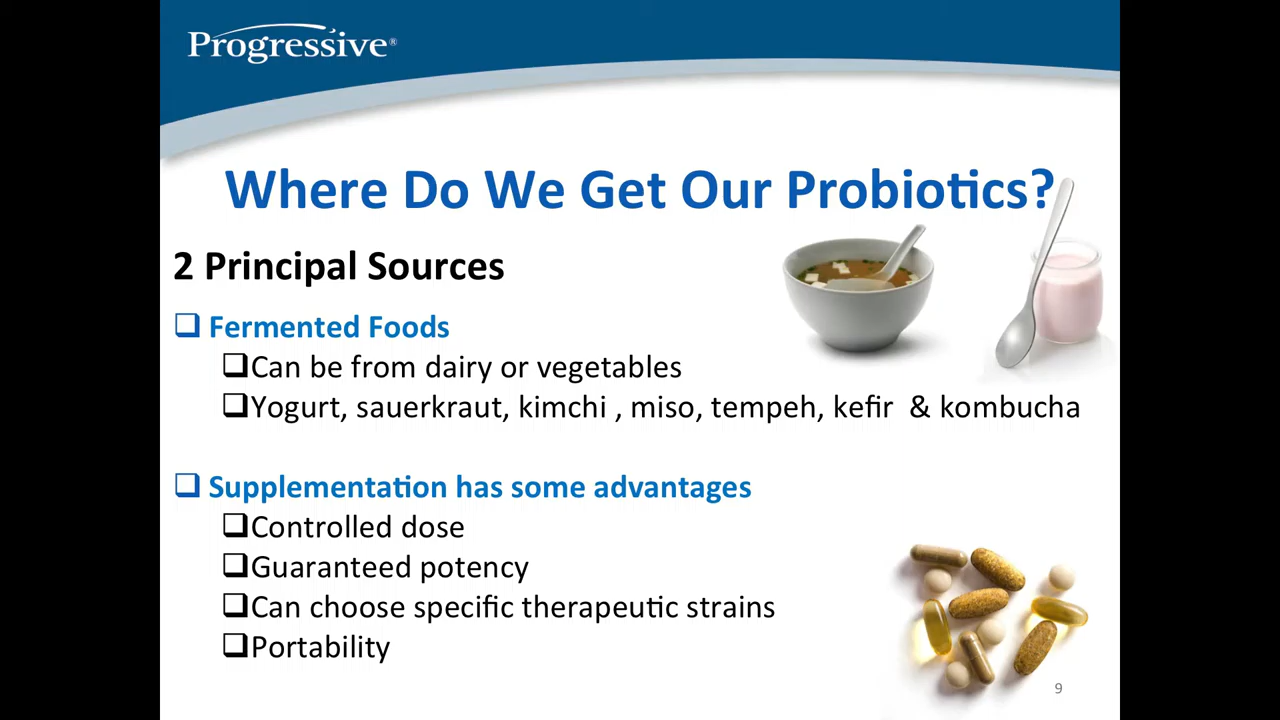 Progressive®
Where Do We Get Our Probiotics?
2 Principal Sources
❑ Fermented Foods
❑Can be from dairy or vegetables
❑Yogurt, sauerkraut, kimchi , miso, tempeh, kefir & kombucha
❑ Supplementation has some advantages
❑Controlled dose
❑Guaranteed potency
❑Can choose specific therapeutic strains
❑Portability
9